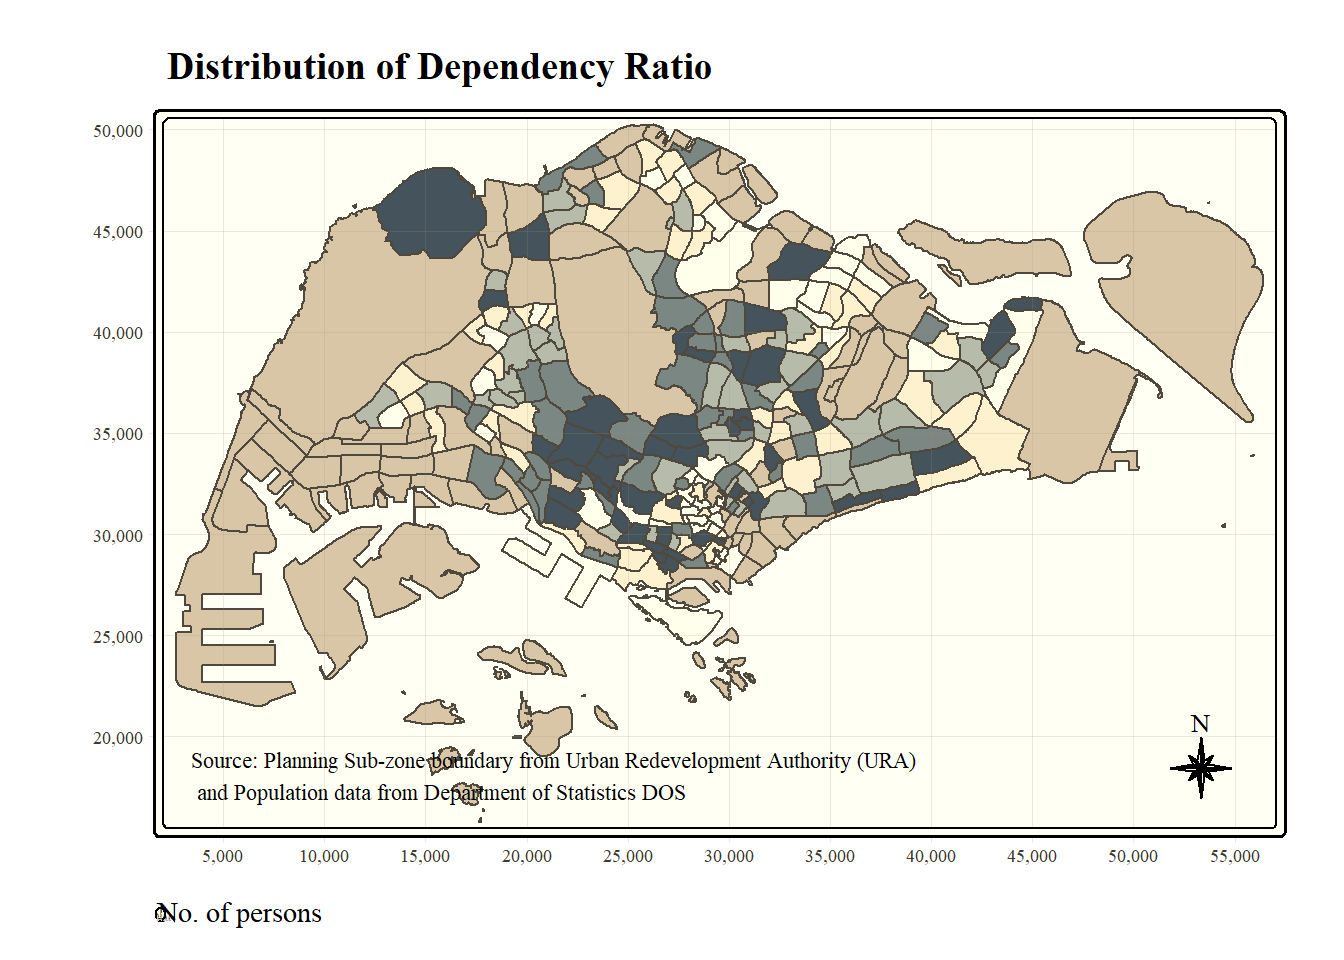 Distribution of Dependency Ratio
50,000
45,000
40,000
35,000
30,000
25,000
20,000
N
Source: Planning Sub-zone boundary from Urban Redevelopment Authority (URA)
and Population data from Department of Statistics DOS
5,000 10,000 15,000 20,000 25,000 30,000 35,000 40,000 45,000 50,000 55,000
No. of persons